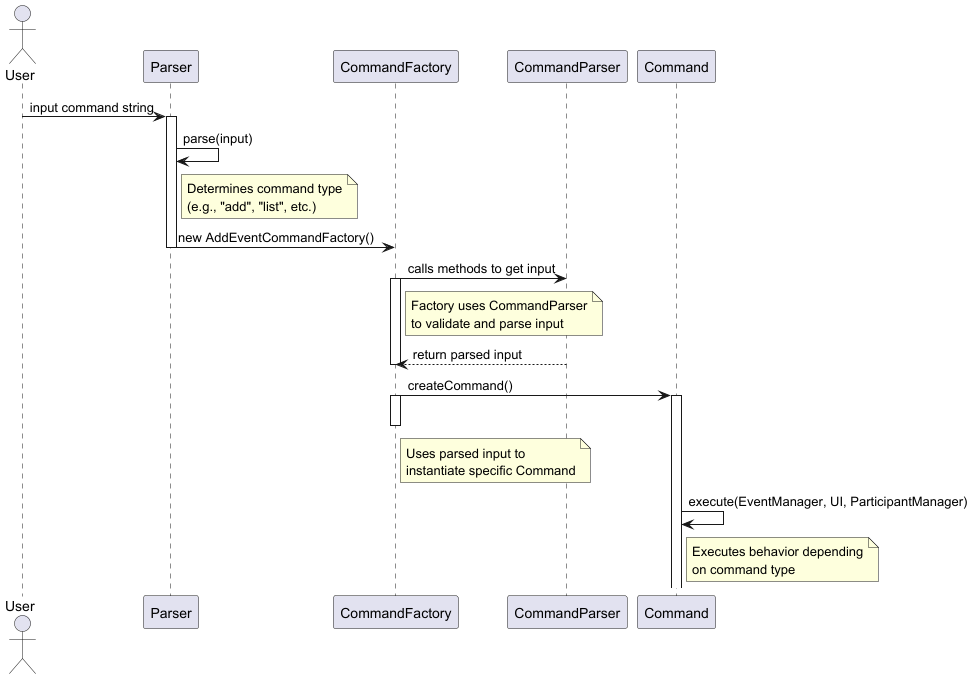 User
Parser
CommandFactory
CommandParser
Command
input command string
parse(input)
Determines command type
(e.g., "add", "list", etc.)
new AddEventCommandFactory()
calls methods to get input
Factory uses CommandParser
to validate and parse input
return parsed input
createCommand()
Uses parsed input to
instantiate specific Command
execute(EventManager, UI, ParticipantManager)
Executes behavior depending
on command type
User
Parser
CommandFactory
CommandParser
Command